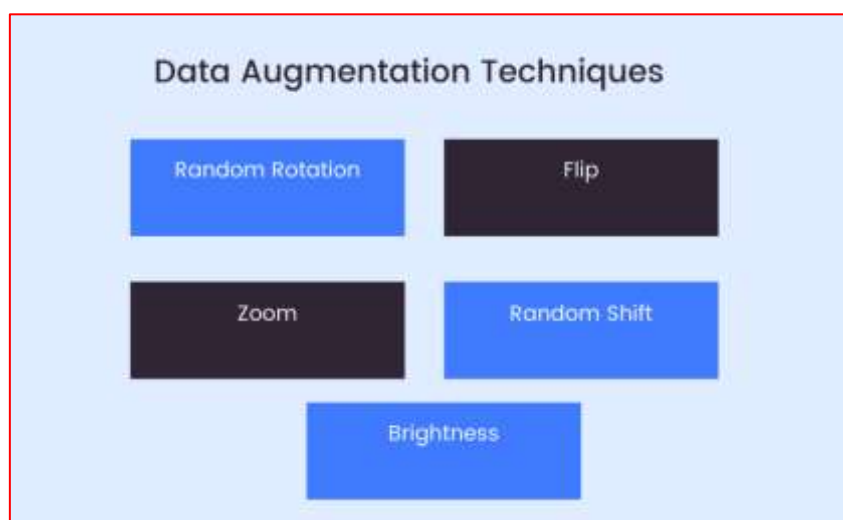 Data Augmentation Techniques
Random Rotation
Flip
Zoom
Random Shift
Brightness